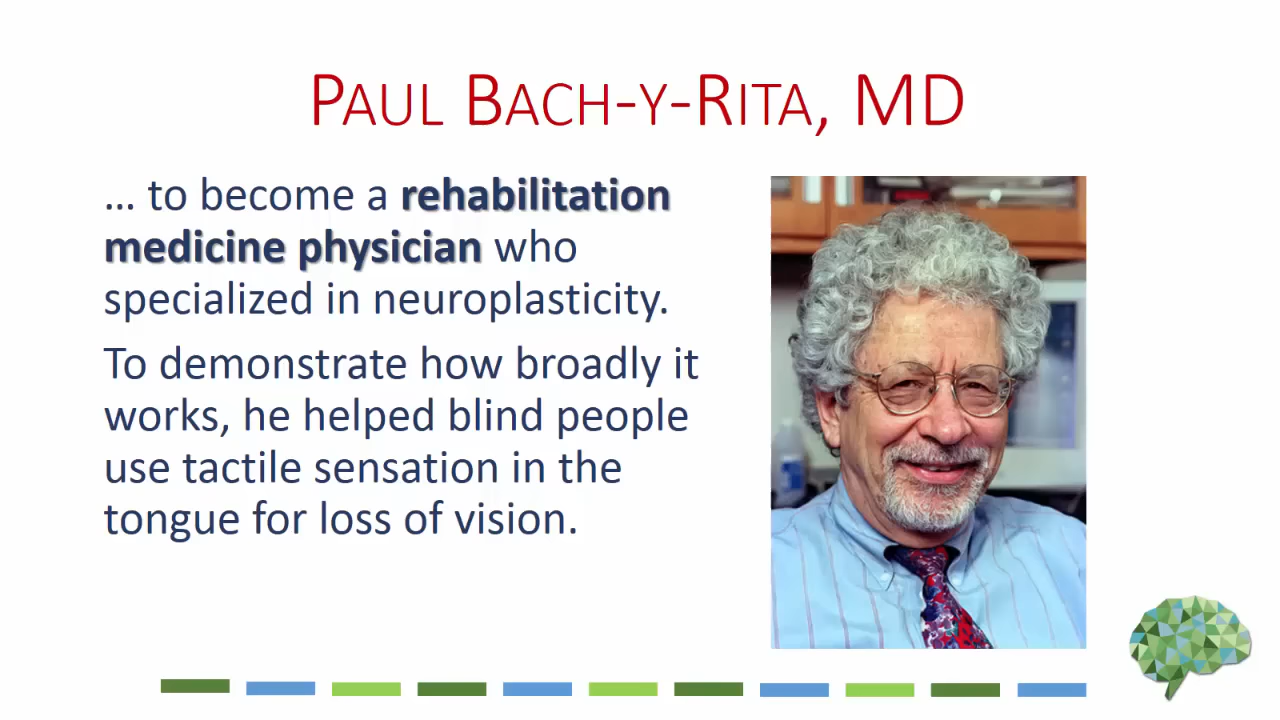 PAUL BACH-Y-RITA, MD
... to become a rehabilitation
medicine physician who
specialized in neuroplasticity.
To demonstrate how broadly it
works, he helped blind people
use tactile sensation in the
tongue for loss of vision.